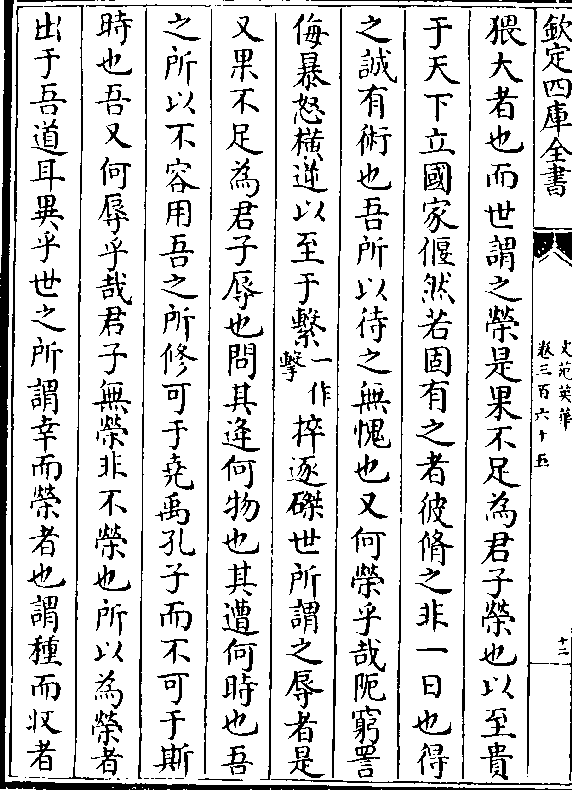 欽定四庫全書
文苑英華
卷三百六十五
十二
猥大者也而世謂之榮是果不足為君子榮也以至貴
于天下立國家偃然若固有之者彼脩之非一日也得
之誠有術也吾所以待之無愧也又何榮乎哉阨窮詈
侮暴怒横逆以至于繫一作擊捽逐磔世所謂之辱者是
又果不足為君子辱也問其逢何物也其遭何時也吾
之所以不容用吾之所修可于堯禹孔子而不可于斯
時也吾又何辱乎哉君子無榮非不榮也所以為榮者
出于吾道耳異乎世之所謂幸而榮者也謂種而収者